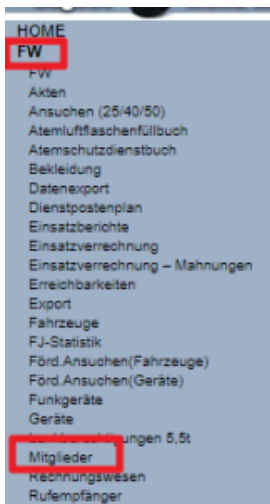 HOME
FW
FW
Akten
Ansuchen (25/40/50)
Atemluftflaschenfüllbuch
Atemschutzdienstbuch
Bekleidung
Datenexport
Dienstpostenplan
Einsatzberichte
Einsatzverrechnung
Einsatzverrechnung – Mahnungen
Erreichbarkeiten
Export
Fahrzeuge
FJ-Statistik
Förd.Ansuchen(Fahrzeuge)
Förd.Ansuchen(Geräte)
Funkgeräte
Geräte
5,5t
Mitglieder
Rechnungswesen
Rufempfänger